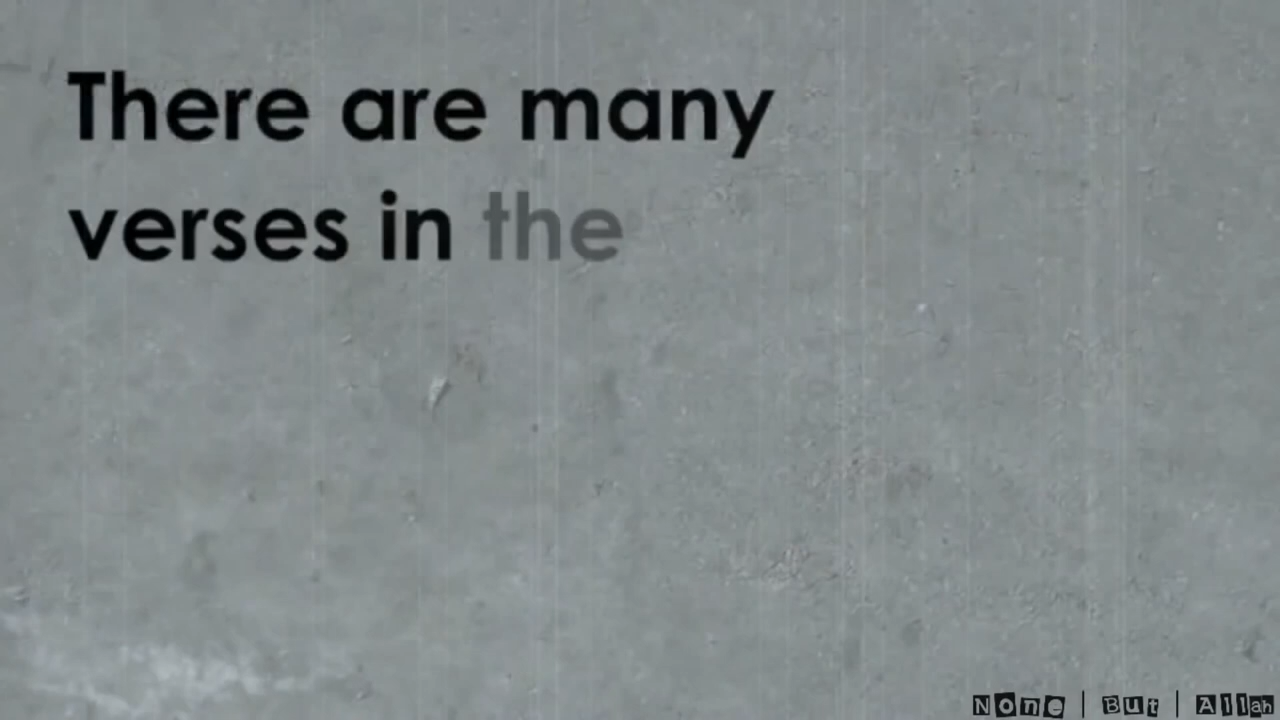 There are many
verses in the
None | But | Allah